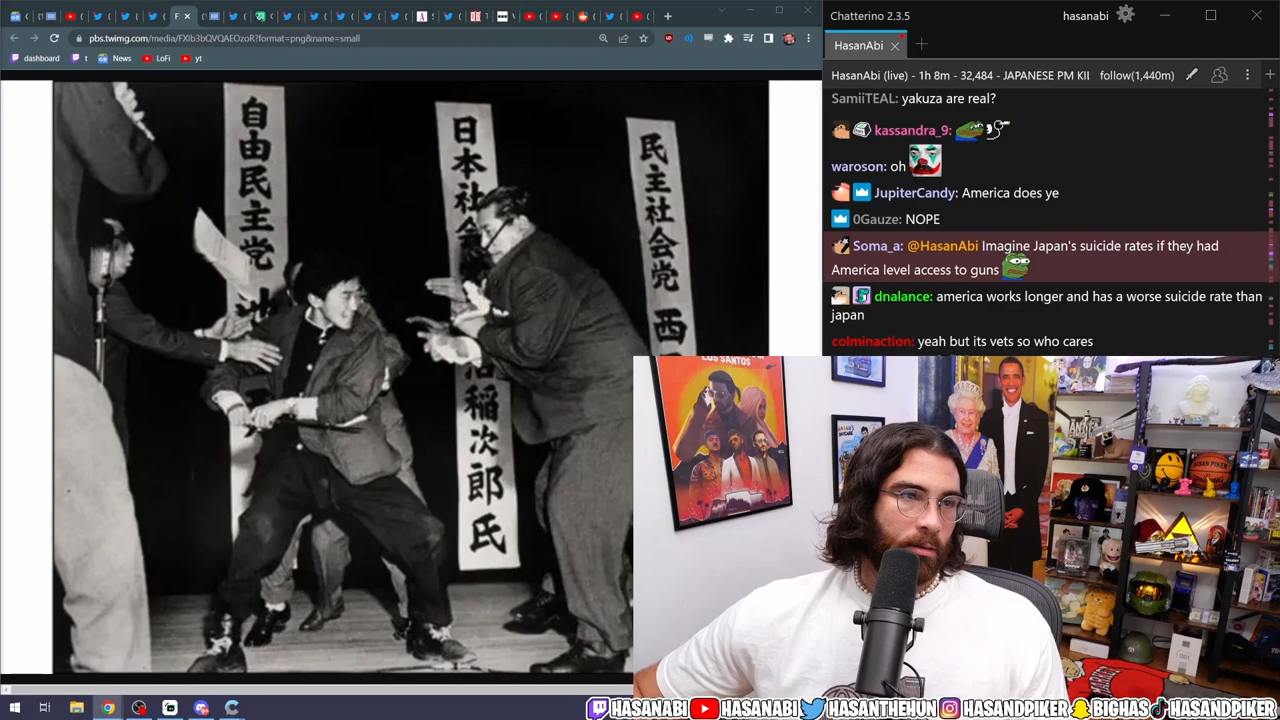 pbs.twimg.com/media/FXlb3bQVQAEOzoR?format=png&name=small
dashboard
t
News
LoFi
yt
自由民主党
日本社会
稲次郎氏
民主社会党 西
Chatterino 2.3.5
hasanabi
HasanAbi
HasanAbi (live) - 1h 8m - 32,484 - JAPANESE PM KII
follow(1,440m)
SamiiTEAL: yakuza are real?
kassandra_9:
waroson: oh
JupiterCandy: America does ye
0Gauze: NOPE
Soma_a: @HasanAbi Imagine Japan's suicide rates if they had
America level access to guns
dnalance: america works longer and has a worse suicide rate than
japan
colminaction: yeah but its vets so who cares
LOS SANTOS
HASAN PIKER
HASANABI
HASANABI
HASANTHEHUN
HASANDPIKER
BIGHAS
HASANDPIKER